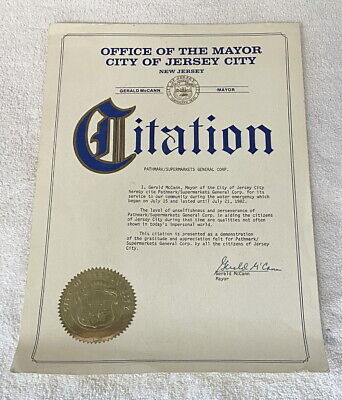 OFFICE OF THE MAYOR
CITY OF JERSEY CITY
NEW JERSEY
GERALD McCANN MAYOR
Citation
PATHMARK/SUPERMARKETS GENERAL CORP.
I, Gerald McCann, Mayor of the City of Jersey City
hereby cite Pathmark/Supermarkets General Corp. for its
service to our community during the water emergency which
began on July 15 and lasted until July 21, 1982.
The level of unselfishness and perseverance of
Pathmark/Supermarkets General Corp. in aiding the citizens
of Jersey City during that time are qualities not often
shown in today's impersonal world.
This citation is presented as a demonstration
of the gratitude and appreciation felt for Pathmark/
Supermarkets General Corp. by all the citizens of Jersey
City.
Gerald McCann
Gerald McCann
Mayor